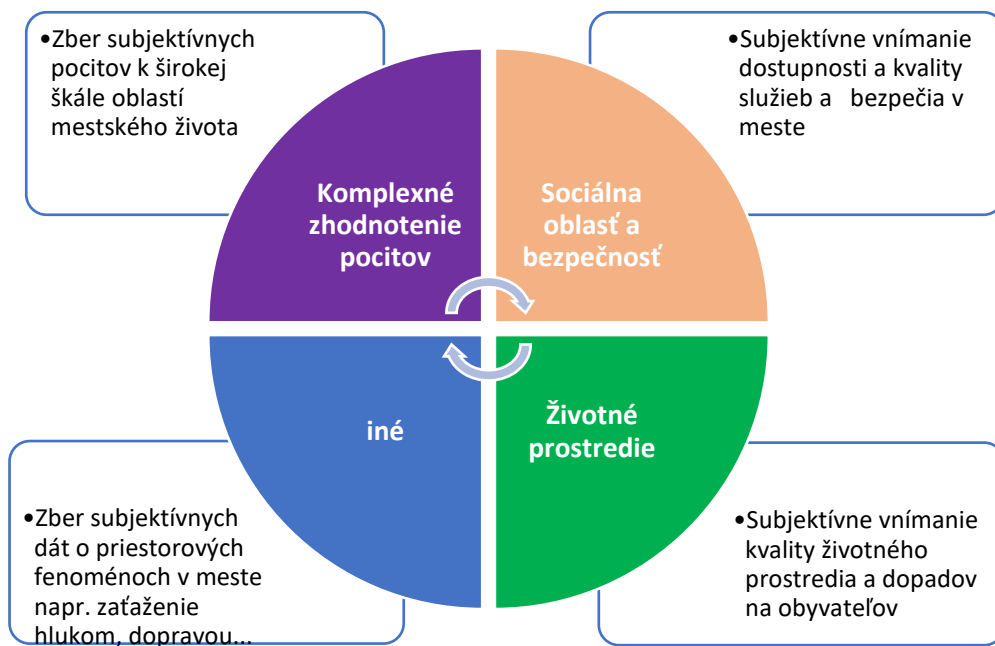 •Zber subjektívnych
pocitov k širokej
škále oblastí
mestského života
•Subjektívne vnímanie
dostupnosti a kvality
služieb a bezpečia v
meste
Komplexné
zhodnotenie
pocitov
Sociálna
oblasť a
bezpečnosť
iné
Životné
prostredie
•Zber subjektívnych
dát o priestorových
fenoménoch v meste
napr. zaťaženie
hlukom, dopravou...
•Subjektívne vnímanie
kvality životného
prostredia a dopadov
na obyvateľov